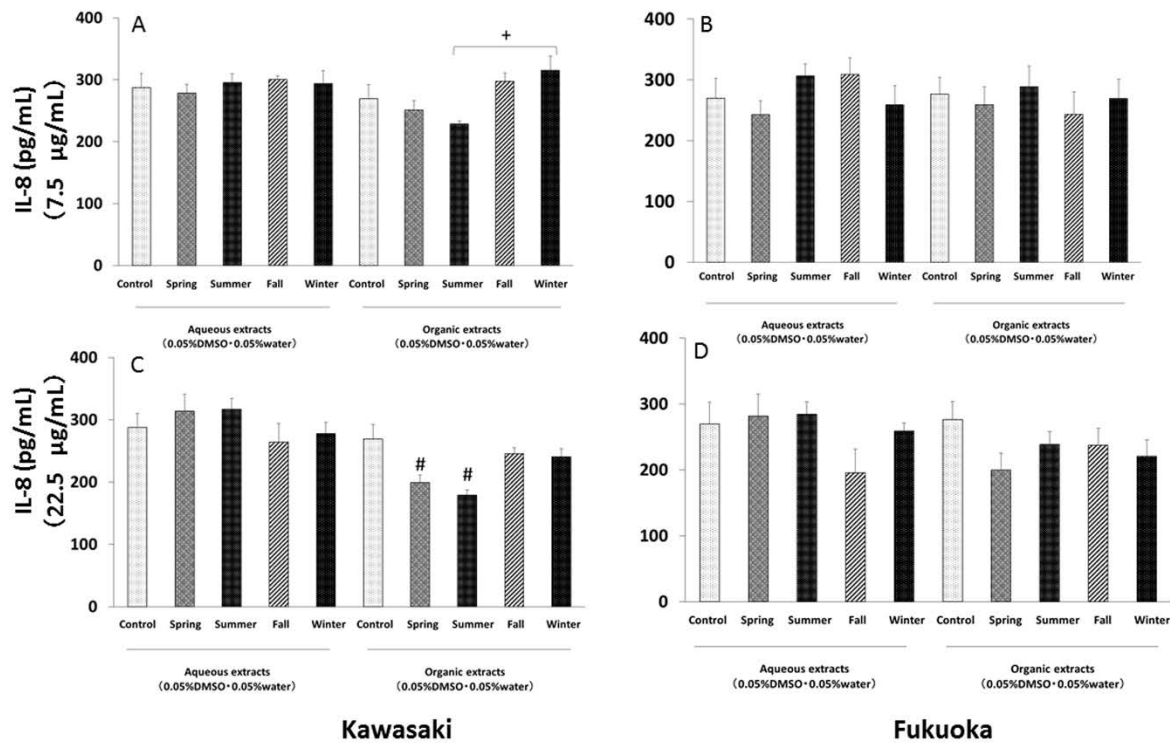 A
400
300
200
100
0
IL-8 (pg/mL)
(7.5 μg/mL)
+
Control Spring Summer Fall Winter Control Spring Summer Fall Winter
Aqueous extracts
(0.05%DMSO・0.05%water)
Organic extracts
(0.05%DMSO・0.05%water)
B
400
300
200
100
0
Control Spring Summer Fall Winter Control Spring Summer Fall Winter
Aqueous extracts
(0.05%DMSO・0.05%water)
Organic extracts
(0.05%DMSO・0.05%water)
C
400
300
200
100
0
IL-8 (pg/mL)
(22.5 μg/mL)
# #
Control Spring Summer Fall Winter Control Spring Summer Fall Winter
Aqueous extracts
(0.05%DMSO・0.05%water)
Organic extracts
(0.05%DMSO・0.05%water)
D
400
300
200
100
0
Control Spring Summer Fall Winter Control Spring Summer Fall Winter
Aqueous extracts
(0.05%DMSO・0.05%water)
Organic extracts
(0.05%DMSO・0.05%water)
Kawasaki
Fukuoka